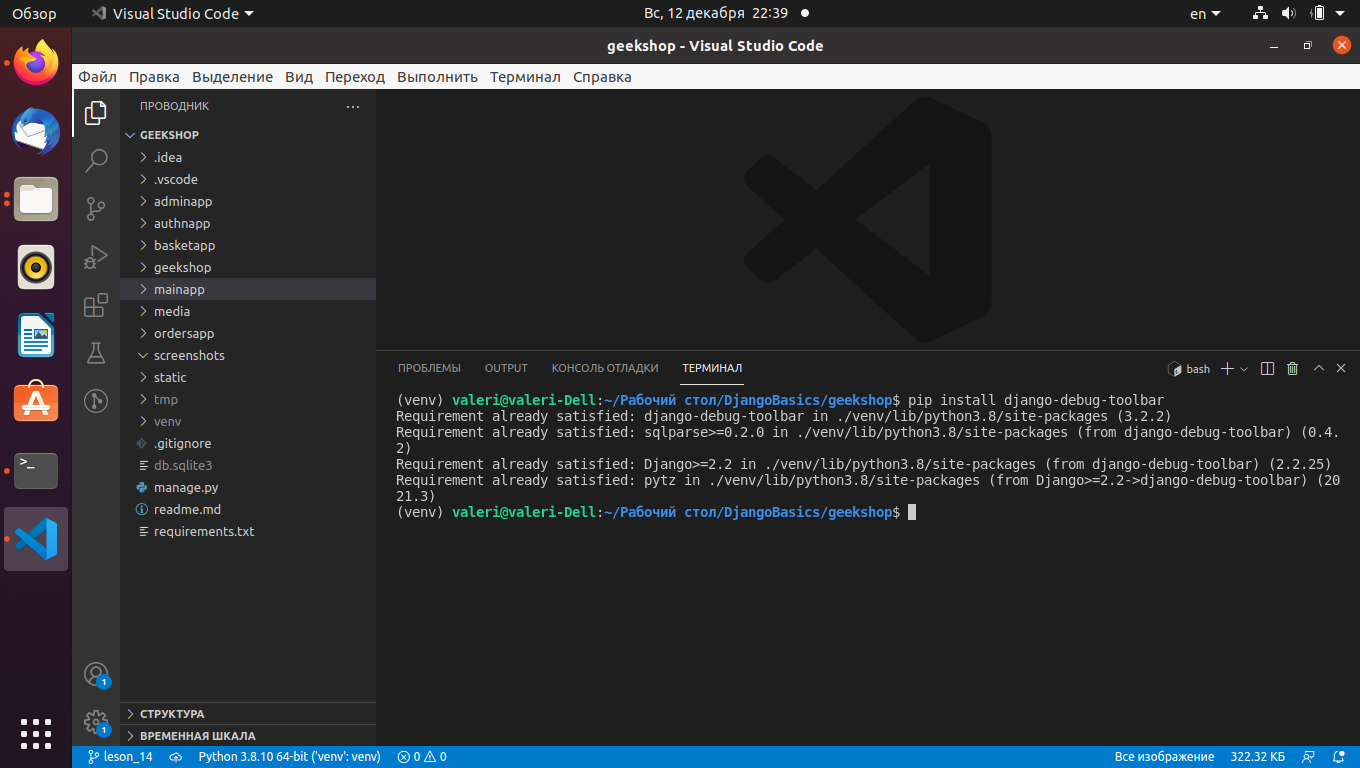 Обзор
Visual Studio Code
Вс, 12 декабря 22:39
en
geekshop - Visual Studio Code
Файл Правка Выделение Вид Переход Выполнить Терминал Справка
ПРОВОДНИК
GEEKSHOP
.idea
.vscode
adminapp
authnapp
basketapp
geekshop
mainapp
media
ordersapp
screenshots
static
tmp
venv
.gitignore
db.sqlite3
manage.py
readme.md
requirements.txt
СТРУКТУРА
ВРЕМЕННАЯ ШКАЛА
1
1
>_
ПРОБЛЕМЫ OUTPUT КОНСОЛЬ ОТЛАДКИ ТЕРМИНАЛ
bash
(venv) valeri@valeri-Dell:~/Рабочий стол/DjangoBasics/geekshop$ pip install django-debug-toolbar
Requirement already satisfied: django-debug-toolbar in ./venv/lib/python3.8/site-packages (3.2.2)
Requirement already satisfied: sqlparse>=0.2.0 in ./venv/lib/python3.8/site-packages (from django-debug-toolbar) (0.4.
2)
Requirement already satisfied: Django>=2.2 in ./venv/lib/python3.8/site-packages (from django-debug-toolbar) (2.2.25)
Requirement already satisfied: pytz in ./venv/lib/python3.8/site-packages (from Django>=2.2->django-debug-toolbar) (20
21.3)
(venv) valeri@valeri-Dell:~/Рабочий стол/DjangoBasics/geekshop$
leson_14
Python 3.8.10 64-bit ('venv': venv)
0 0
Все изображение
322.32 КБ